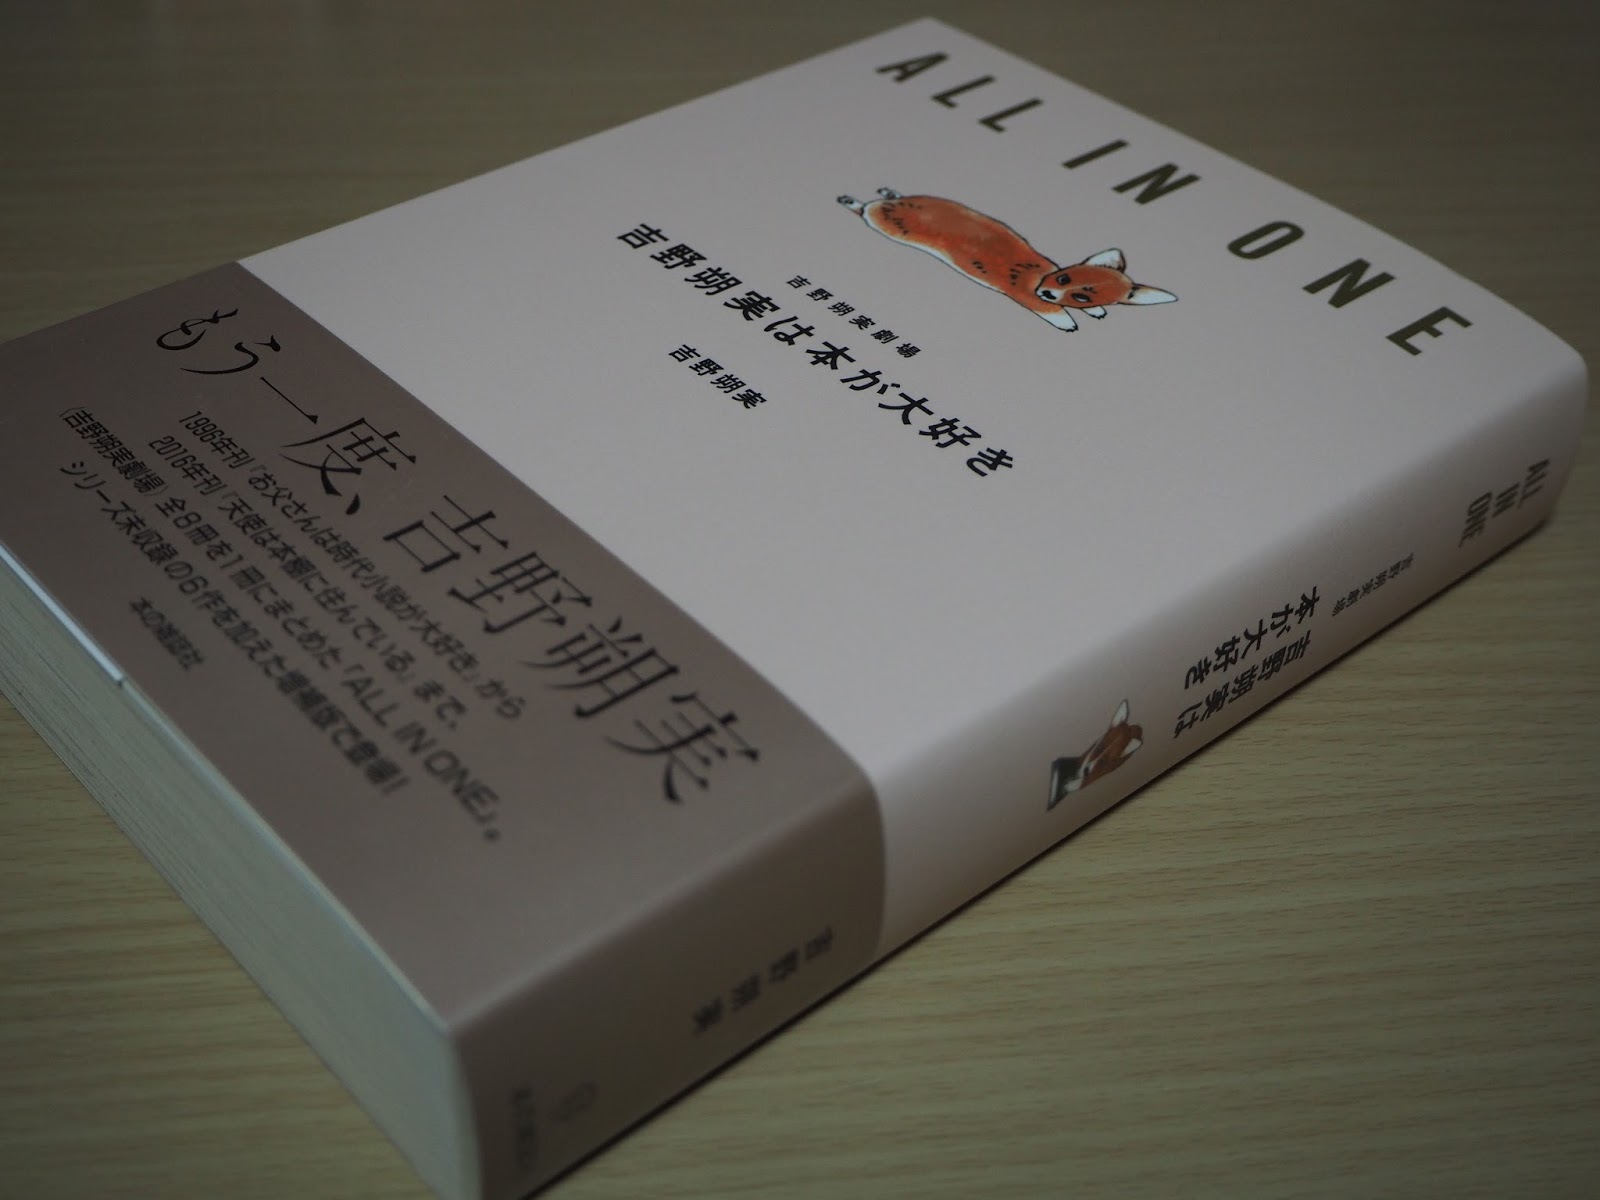 ALL IN ONE
吉野朔実劇場
吉野朔実は本が大好き
吉野朔実
もう一度、吉野朔実
1996年刊『お父さんは時代小説が大好き』から
2016年刊『天使は本棚に住んでいる』まで、
〈吉野朔実劇場〉全8冊を1冊にまとめた「ALL IN ONE」。
シリーズ未収録の6作を加えた増補版で登場!!
本の雑誌社
ALL
IN
ONE
吉野朔実劇場
吉野朔実は
本が大好き
吉野朔実